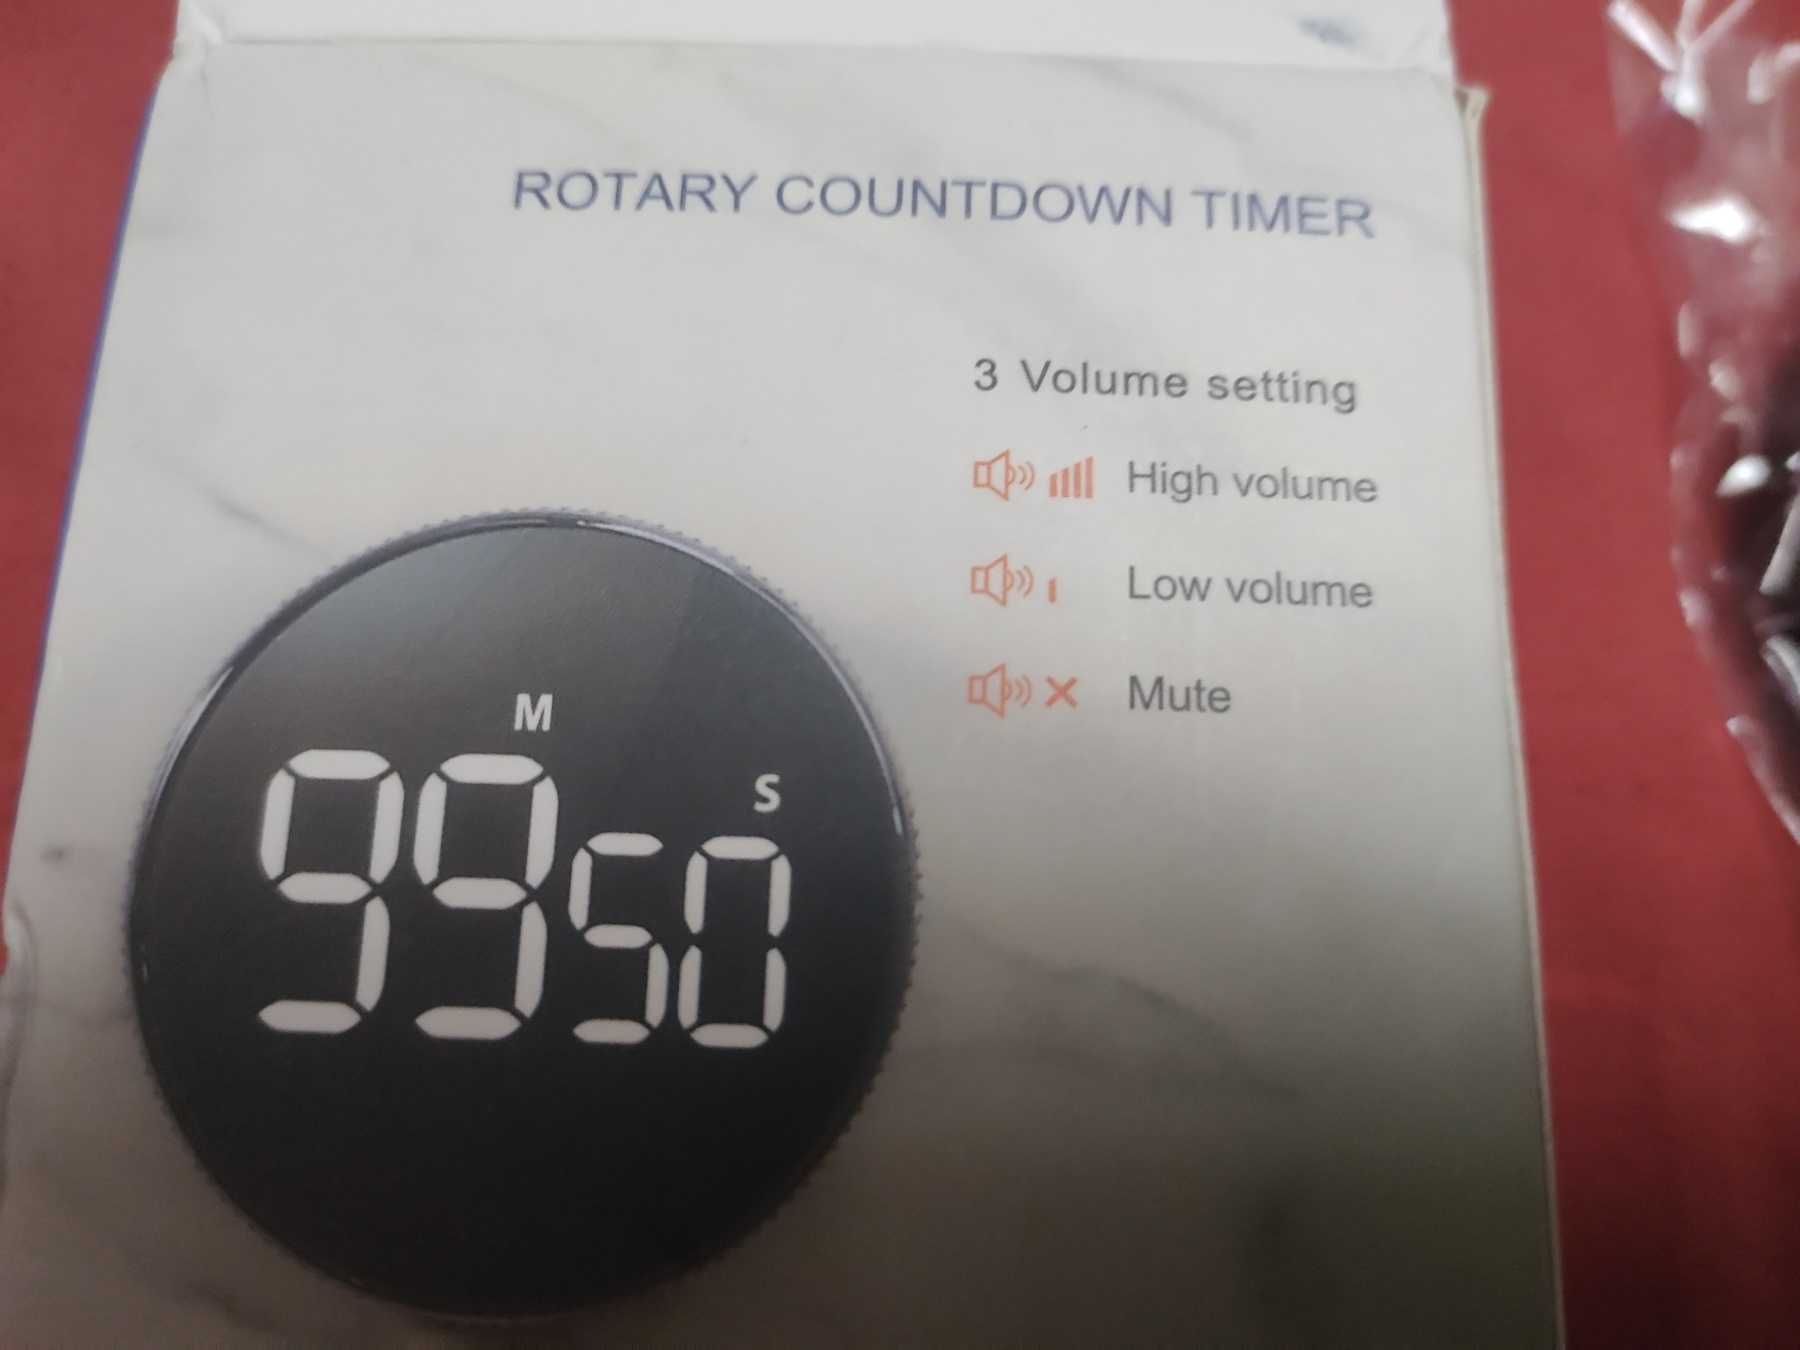 ROTARY COUNTDOWN TIMER
3 Volume setting
High volume
Low volume
Mute
M
S
99 50